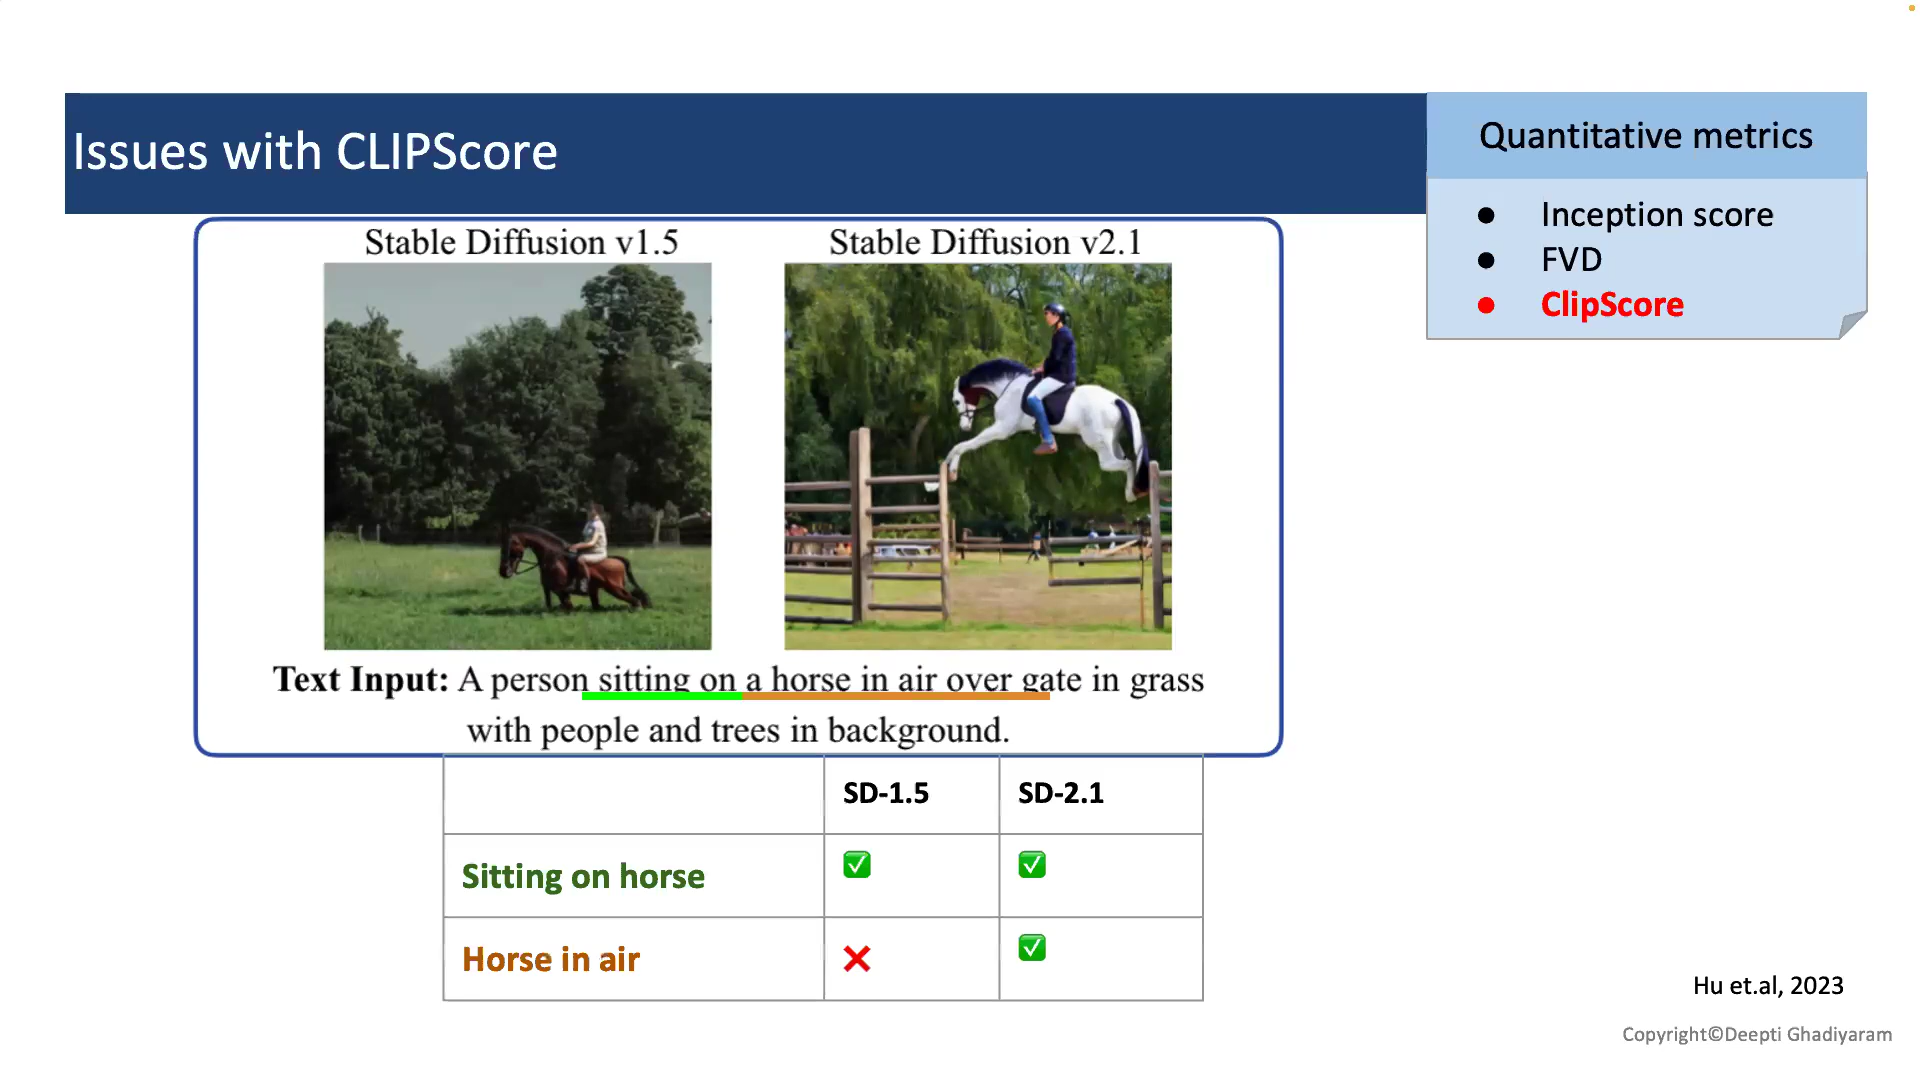 Issues with CLIPScore
Quantitative metrics
● Inception score
● FVD
● ClipScore
Stable Diffusion v1.5
Stable Diffusion v2.1
Text Input: A person sitting on a horse in air over gate in grass
with people and trees in background.
SD-1.5 SD-2.1
Sitting on horse ✅ ✅
Horse in air ❌ ✅
Hu et.al, 2023
Copyright©Deepti Ghadiyaram